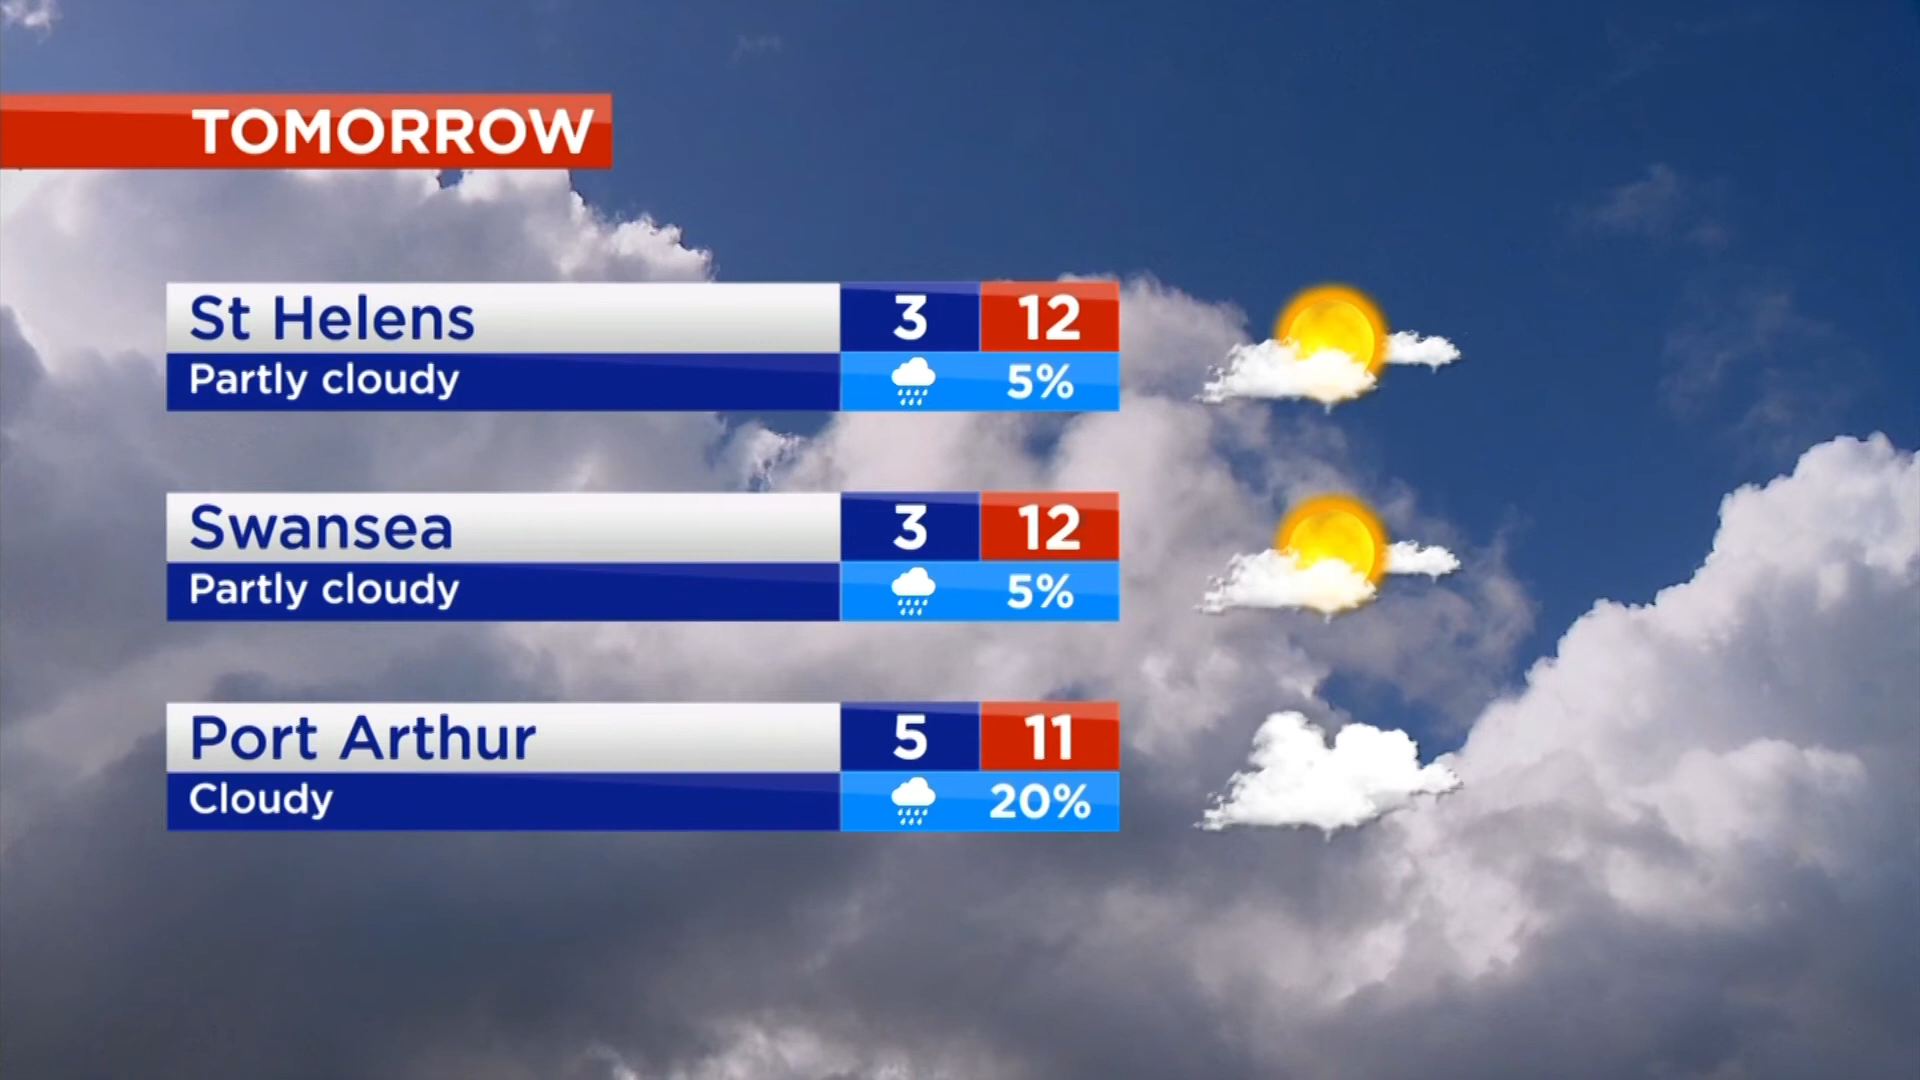 TOMORROW
St Helens 3 12
Partly cloudy 5%
Swansea 3 12
Partly cloudy 5%
Port Arthur 5 11
Cloudy 20%